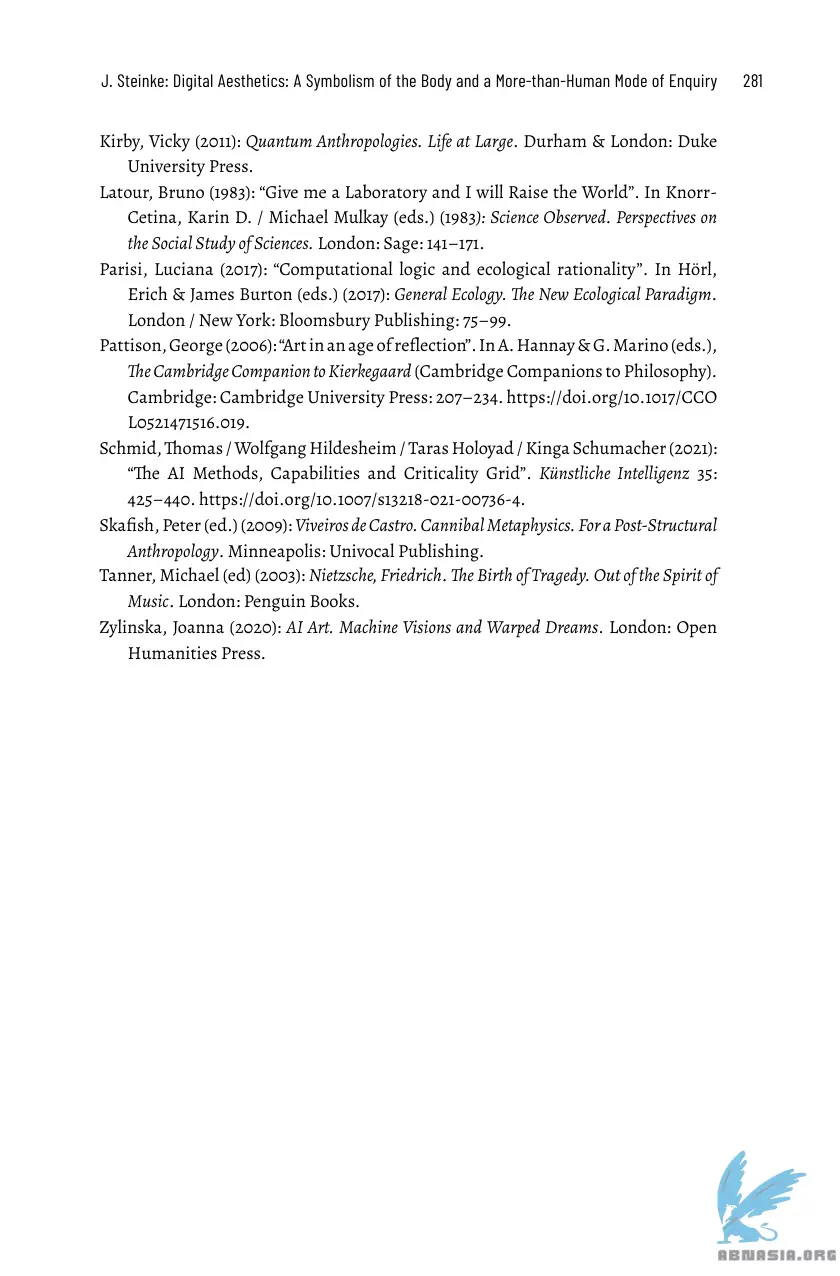 J. Steinke: Digital Aesthetics: A Symbolism of the Body and a More-than-Human Mode of Enquiry 281
Kirby, Vicky (2011): Quantum Anthropologies. Life at Large. Durham & London: Duke
University Press.
Latour, Bruno (1983): “Give me a Laboratory and I will Raise the World”. In Knorr-
Cetina, Karin D. / Michael Mulkay (eds.) (1983): Science Observed. Perspectives on
the Social Study of Sciences. London: Sage: 141–171.
Parisi, Luciana (2017): “Computational logic and ecological rationality”. In Hörl,
Erich & James Burton (eds.) (2017): General Ecology. The New Ecological Paradigm.
London / New York: Bloomsbury Publishing: 75–99.
Pattison, George (2006): “Art in an age of reflection”. In A. Hannay & G. Marino (eds.),
The Cambridge Companion to Kierkegaard (Cambridge Companions to Philosophy).
Cambridge: Cambridge University Press: 207–234. https://doi.org/10.1017/CCO
L0521471516.019.
Schmid, Thomas / Wolfgang Hildesheim / Taras Holoyad / Kinga Schumacher (2021):
“The AI Methods, Capabilities and Criticality Grid”. Künstliche Intelligenz 35:
425–440. https://doi.org/10.1007/s13218-021-00736-4.
Skafish, Peter (ed.) (2009): Viveiros de Castro. Cannibal Metaphysics. For a Post-Structural
Anthropology. Minneapolis: Univocal Publishing.
Tanner, Michael (ed) (2003): Nietzsche, Friedrich. The Birth of Tragedy. Out of the Spirit of
Music. London: Penguin Books.
Zylinska, Joanna (2020): AI Art. Machine Visions and Warped Dreams. London: Open
Humanities Press.
ABNASIA.ORG